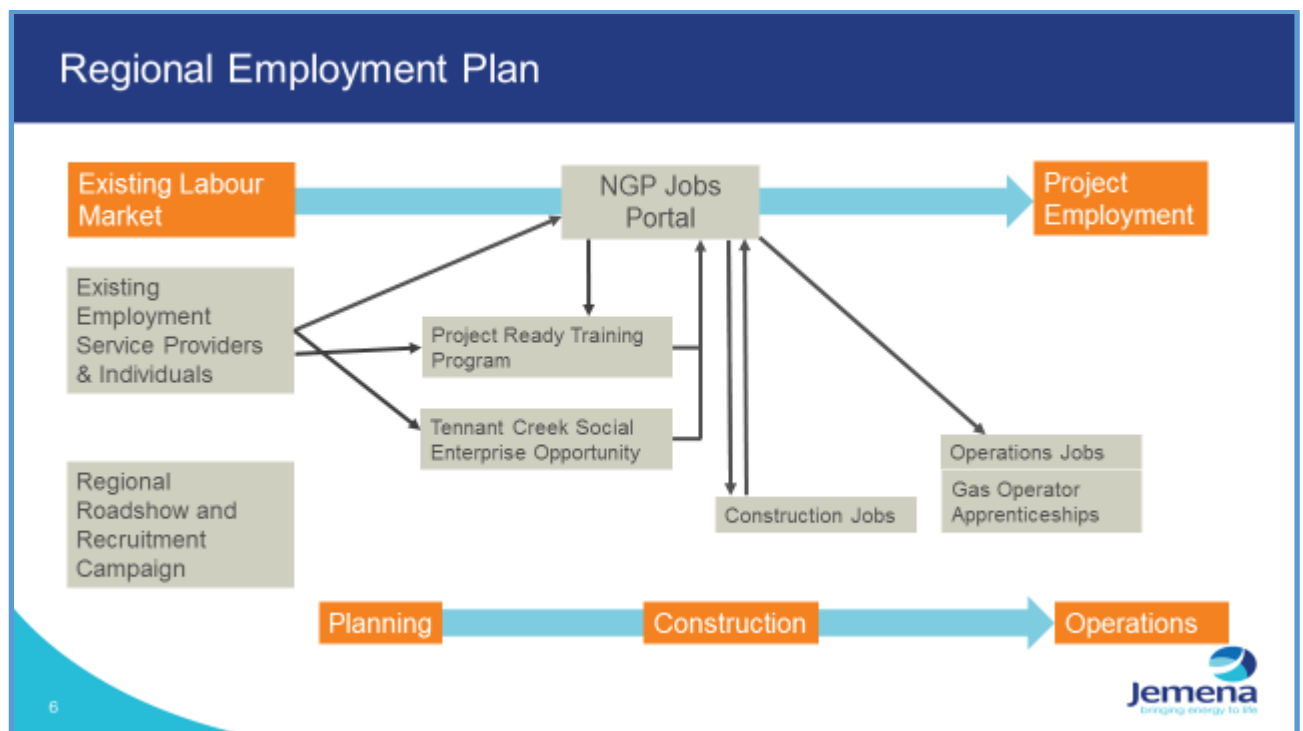 Regional Employment Plan
Existing Labour
Market
NGP Jobs
Portal
Project
Employment
Existing
Employment
Service Providers
& Individuals
Project Ready Training
Program
Tennant Creek Social
Enterprise Opportunity
Operations Jobs
Gas Operator
Apprenticeships
Regional
Roadshow and
Recruitment
Campaign
Construction Jobs
Planning
Construction
Operations
6
Jemena
bringing energy to life